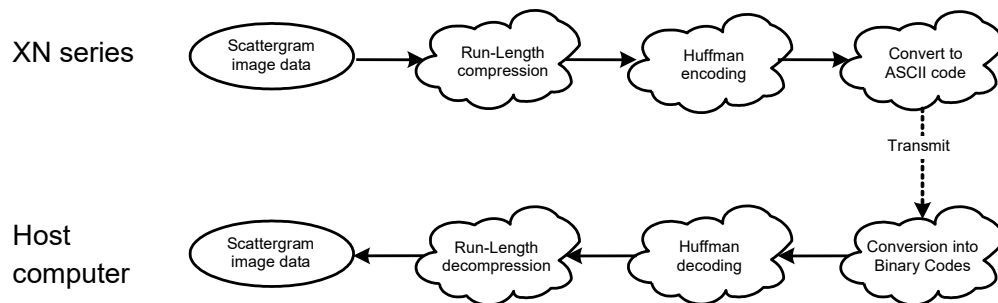 XN series
Scattergram
image data
Run-Length
compression
Huffman
encoding
Convert to
ASCII code
Transmit
Host
computer
Scattergram
image data
Run-Length
decompression
Huffman
decoding
Conversion into
Binary Codes